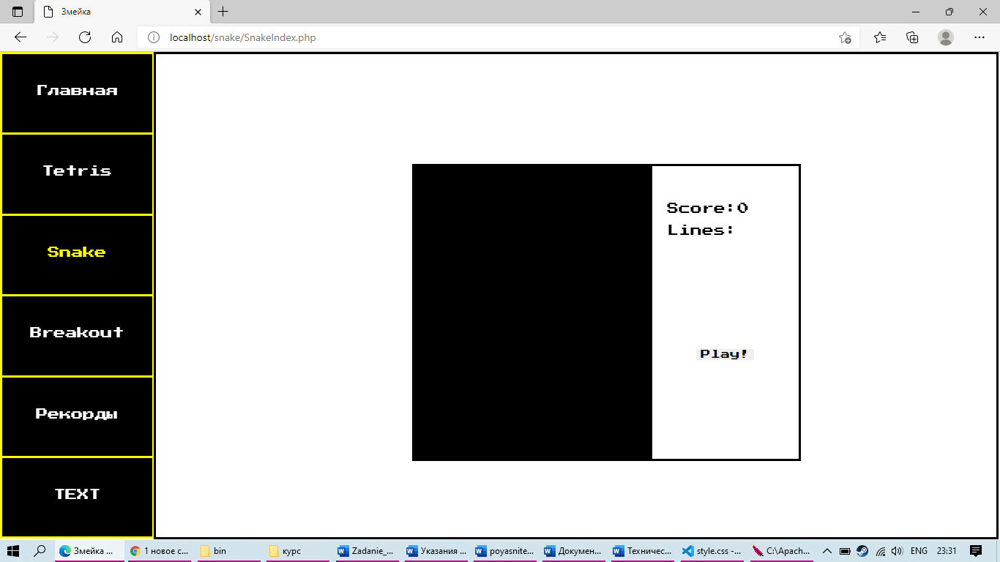 Змейка
localhost/snake/SnakeIndex.php
Главная
Tetris
Snake
Breakout
Рекорды
TEXT
Score:0
Lines:
Play!
Змейка ...
1 новое с...
bin
курс
Zadanie_...
Указания ...
poyasnite...
Докумен...
Техничес...
style.css -...
C:\Apach...
ENG
23:31